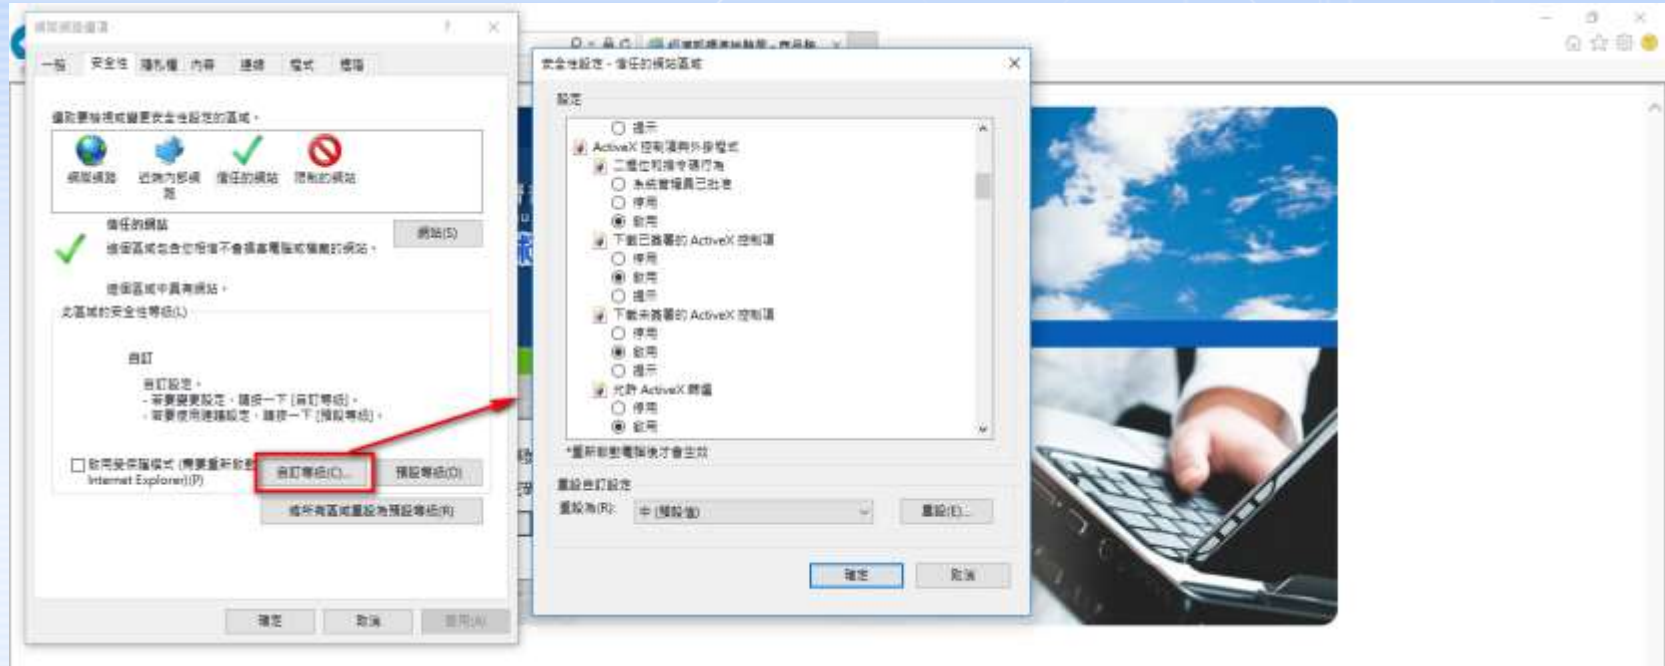 網際網路選項
一般 安全性 隱私權 內容 連線 程式 進階
選取要檢視或變更安全性設定的區域。
網際網路 近端內部網路 信任的網站 限制的網站
信任的網站
網站(S)
這個區域包含您相信不會損害電腦或檔案的網站。
這個區域中具有網站。
此區域的安全性等級(L)
自訂
自訂設定。
- 若要變更設定，請按一下 [自訂等級]。
- 若要使用建議設定，請按一下 [預設等級]。
啟用受保護模式 (需要重新啟動
Internet Explorer)(P)
自訂等級(C)...
預設等級(D)
將所有區域重設為預設等級(R)
確定 取消 套用(A)
安全性設定 - 信任的網站區域
設定
提示
ActiveX 控制項與外掛程式
二進位和指令碼行為
系統管理員已批准
停用
啟用
下載已簽署的 ActiveX 控制項
停用
啟用
提示
下載未簽署的 ActiveX 控制項
停用
啟用
提示
允許 ActiveX 篩選
停用
啟用
*重新啟動電腦後才會生效
重設自訂設定
重設為(R):
中 (預設值)
重設(E)...
確定 取消